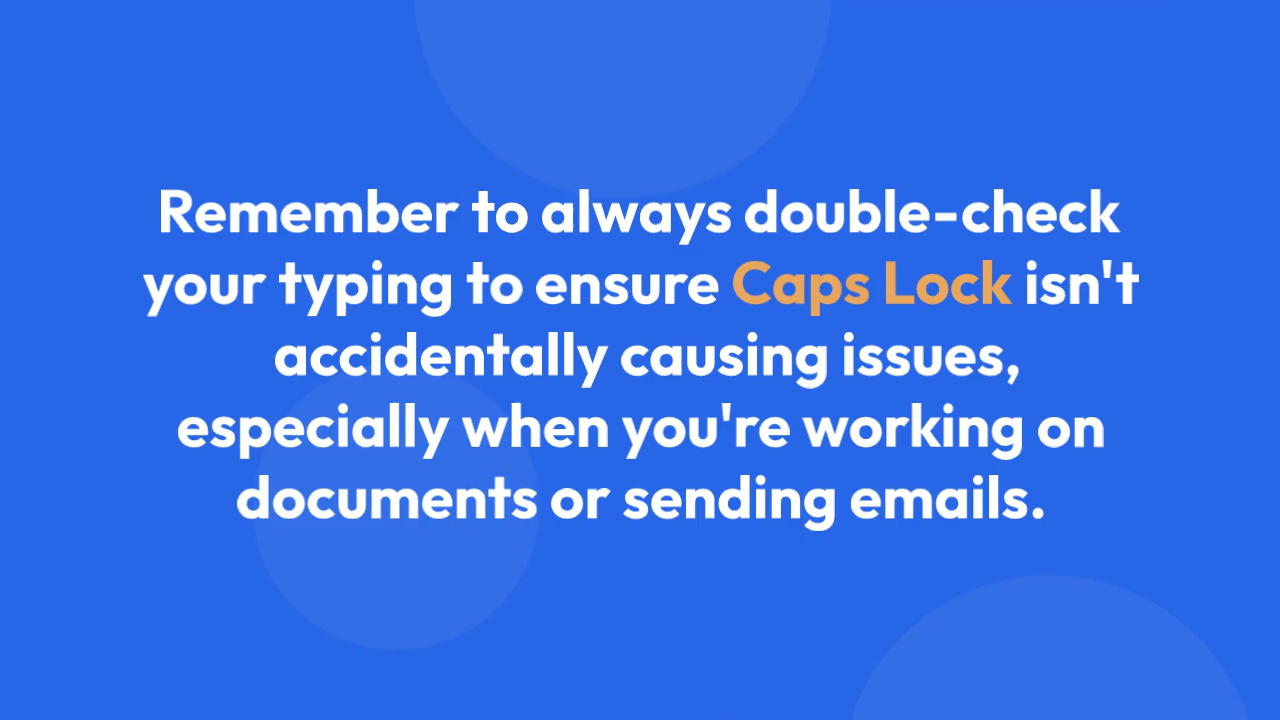 Remember to always double-check
your typing to ensure Caps Lock isn't
accidentally causing issues,
especially when you're working on
documents or sending emails.